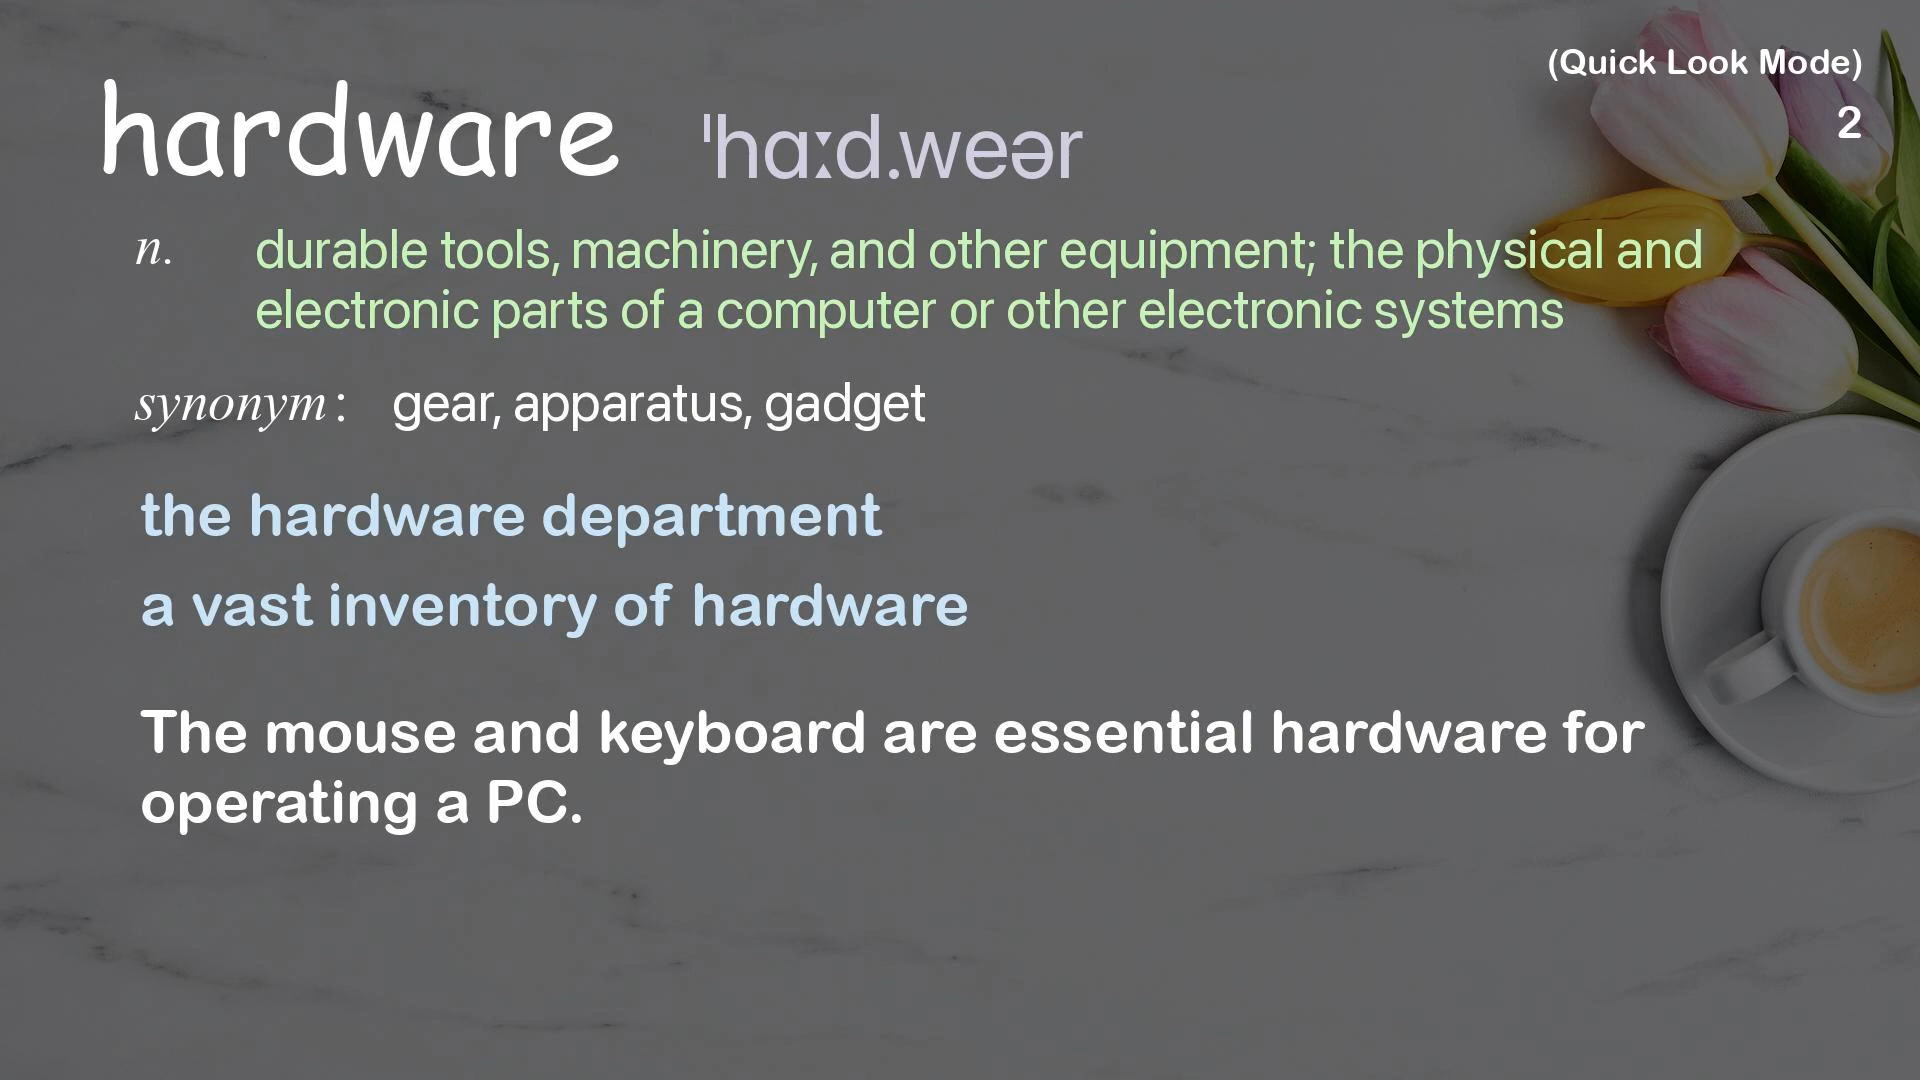 (Quick Look Mode)
2
hardware ˈhɑːd.weər
n. durable tools, machinery, and other equipment; the physical and
electronic parts of a computer or other electronic systems
synonym: gear, apparatus, gadget
the hardware department
a vast inventory of hardware
The mouse and keyboard are essential hardware for
operating a PC.